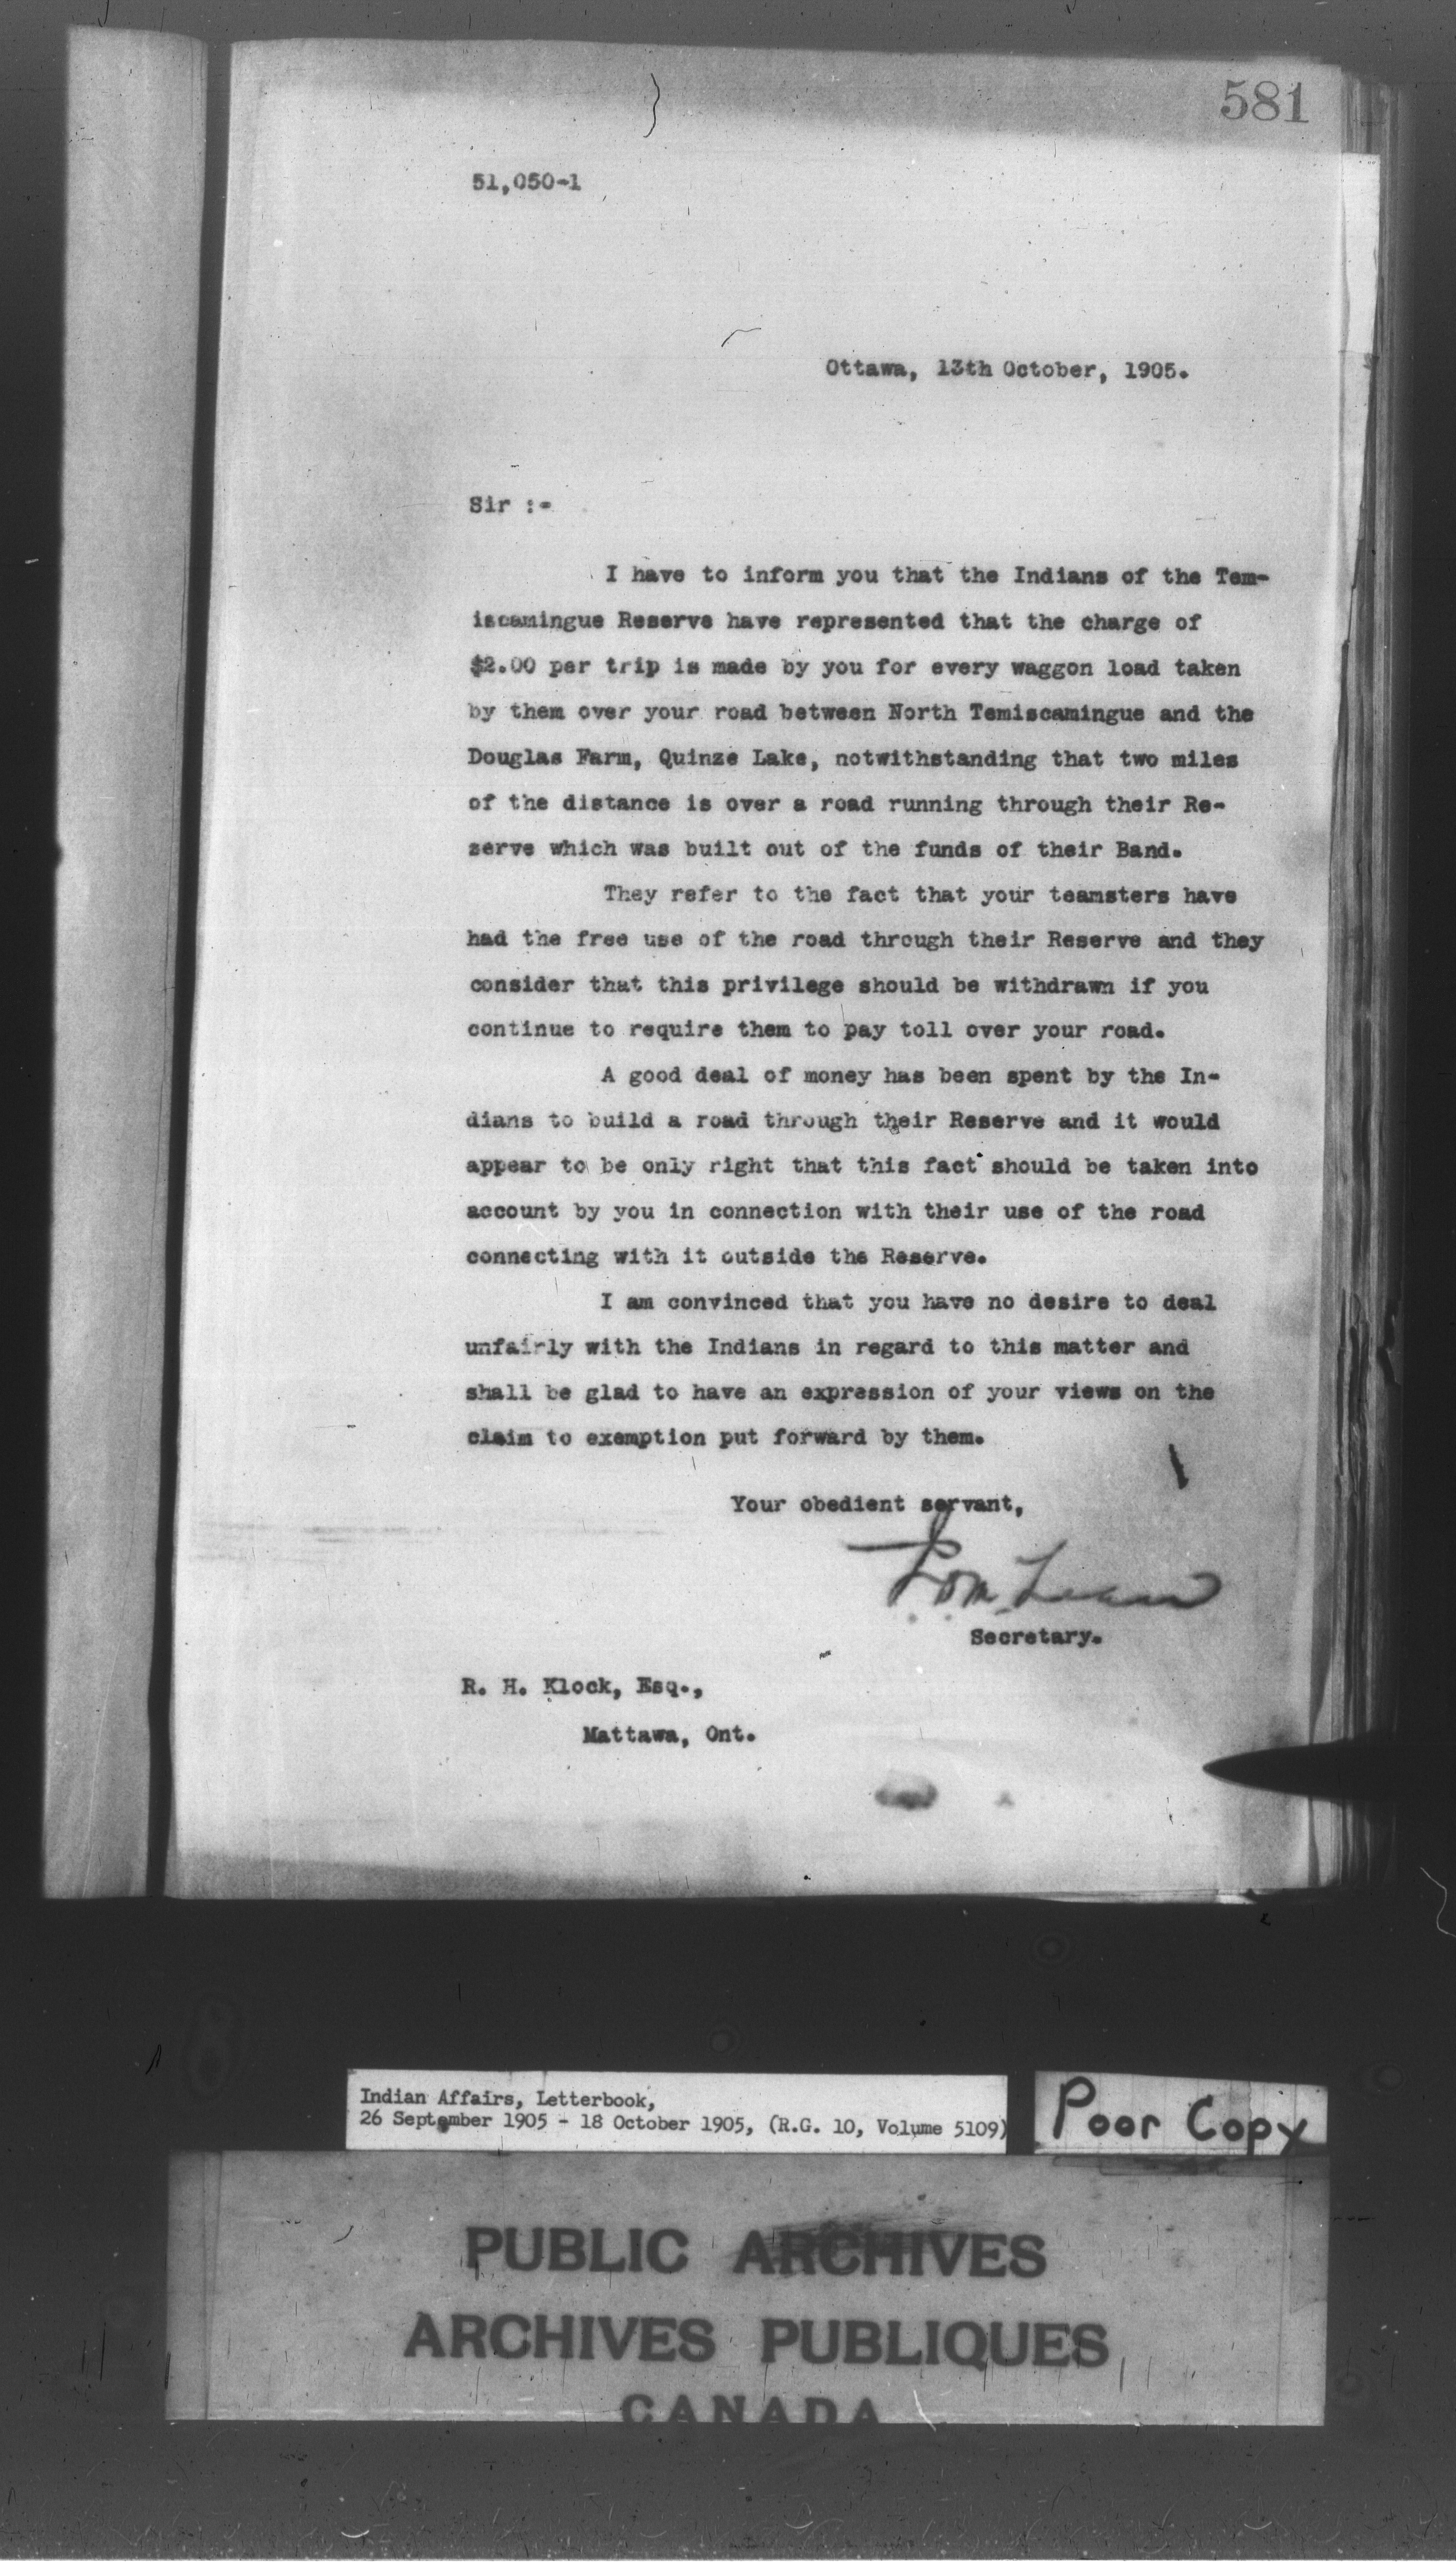 581
51,050-1
Ottawa, 13th October, 1905.
Sir :-
I have to inform you that the Indians of the Tem-
iscamingue Reserve have represented that the charge of
$2.00 per trip is made by you for every waggon load taken
by them over your road between North Temiscamingue and the
Douglas Farm, Quinze Lake, notwithstanding that two miles
of the distance is over a road running through their Re-
serve which was built out of the funds of their Band.
They refer to the fact that your teamsters have
had the free use of the road through their Reserve and they
consider that this privilege should be withdrawn if you
continue to require them to pay toll over your road.
A good deal of money has been spent by the In-
dians to build a road through their Reserve and it would
appear to be only right that this fact should be taken into
account by you in connection with their use of the road
connecting with it outside the Reserve.
I am convinced that you have no desire to deal
unfairly with the Indians in regard to this matter and
shall be glad to have an expression of your views on the
claim to exemption put forward by them.
Your obedient servant,
Secretary.
R. H. Klock, Esq.,
Mattawa, Ont.
Indian Affairs, Letterbook,
26 September 1905 - 18 October 1905, (R.G. 10, Volume 5109)
Poor Copy
PUBLIC ARCHIVES
ARCHIVES PUBLIQUES
CANADA